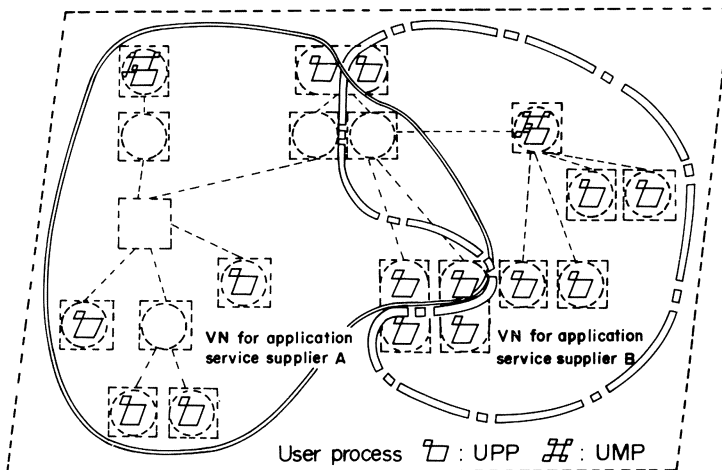 VN for application
service supplier A
VN for application
service supplier B
User process : UPP : UMP